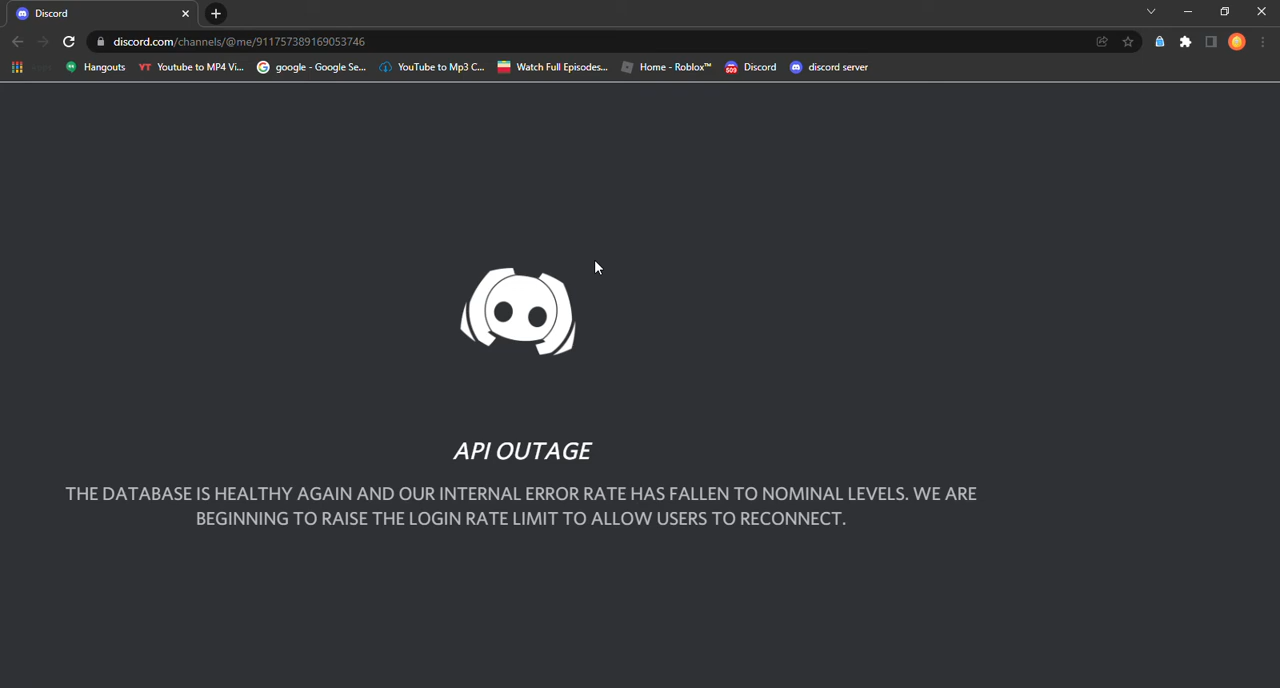 Discord
discord.com/channels/@me/911757389169053746
Hangouts YT Youtube to MP4 Vi... google - Google Se... YouTube to Mp3 C... Watch Full Episodes... Home - Roblox™ 509 Discord discord server
API OUTAGE
THE DATABASE IS HEALTHY AGAIN AND OUR INTERNAL ERROR RATE HAS FALLEN TO NOMINAL LEVELS. WE ARE
BEGINNING TO RAISE THE LOGIN RATE LIMIT TO ALLOW USERS TO RECONNECT.